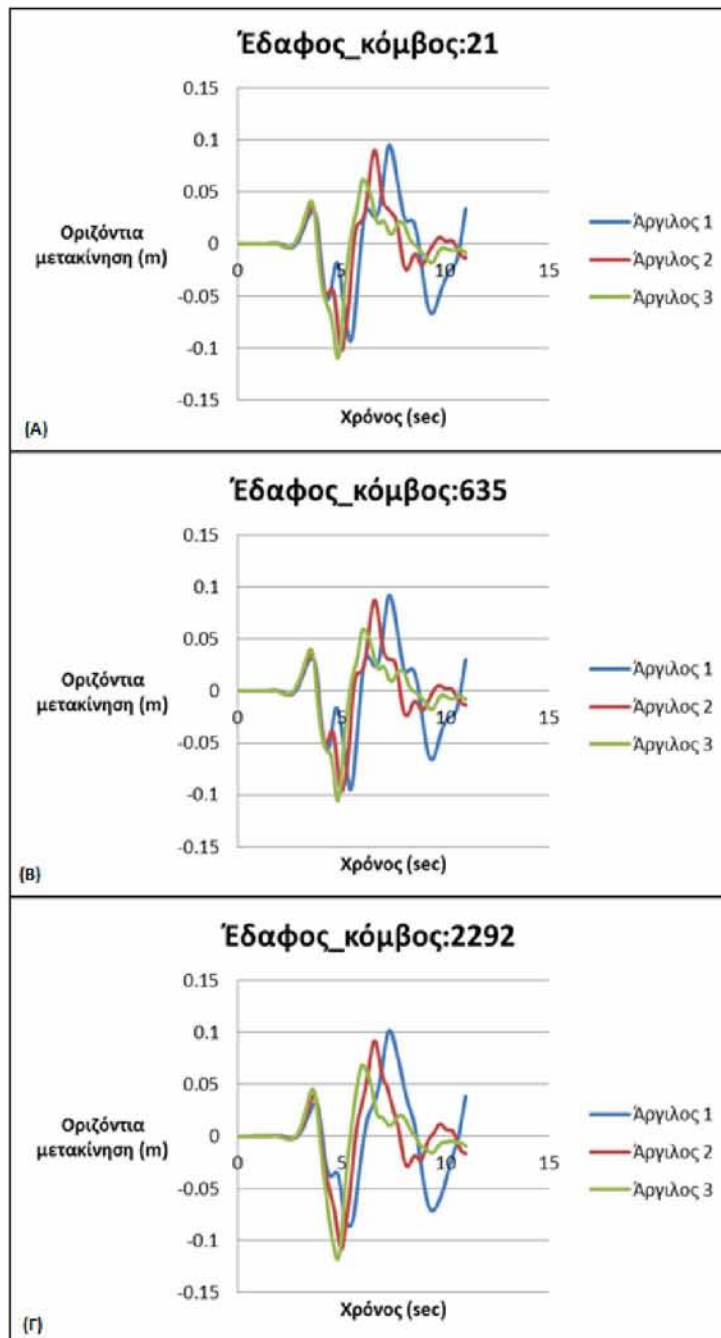 Έδαφος_κόμβος:21
0.15
0.1
0.05
0
-0.05
-0.1
-0.15
Οριζόντια
μετακίνηση (m)
0
5
10
15
Χρόνος (sec)
Άργιλος 1
Άργιλος 2
Άργιλος 3
(Α)
Έδαφος_κόμβος:635
0.15
0.1
0.05
0
-0.05
-0.1
-0.15
Οριζόντια
μετακίνηση (m)
0
5
10
15
Χρόνος (sec)
Άργιλος 1
Άργιλος 2
Άργιλος 3
(Β)
Έδαφος_κόμβος:2292
0.15
0.1
0.05
0
-0.05
-0.1
-0.15
Οριζόντια
μετακίνηση (m)
0
5
10
15
Χρόνος (sec)
Άργιλος 1
Άργιλος 2
Άργιλος 3
(Γ)